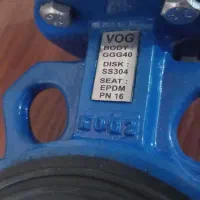 VOG
BODY :
GGG40
DISK :
SS304
SEAT :
EPDM
PN 16